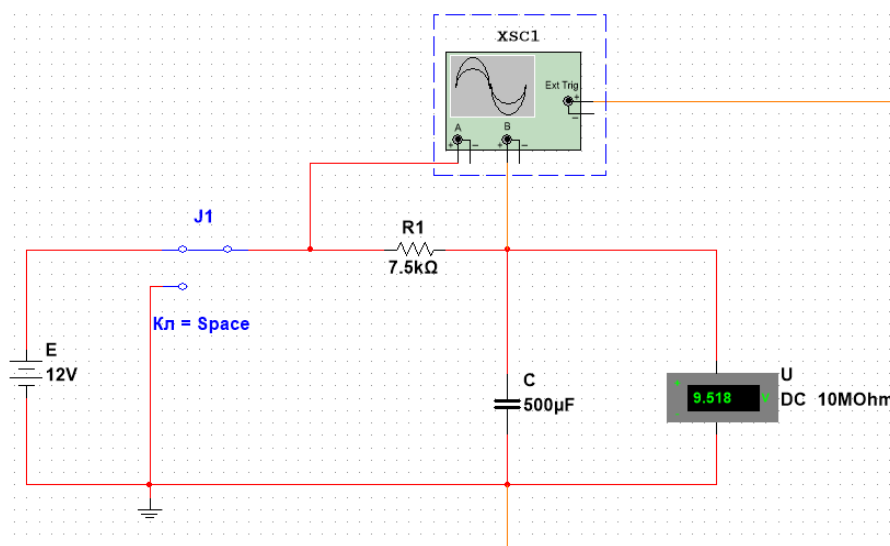 XSC1
Ext Trig
+
−
A
B
+ −
+ −
J1
R1
7.5kΩ
Кл = Space
E
12V
C
500µF
+
-
9.518 V
U
DC 10MOhm